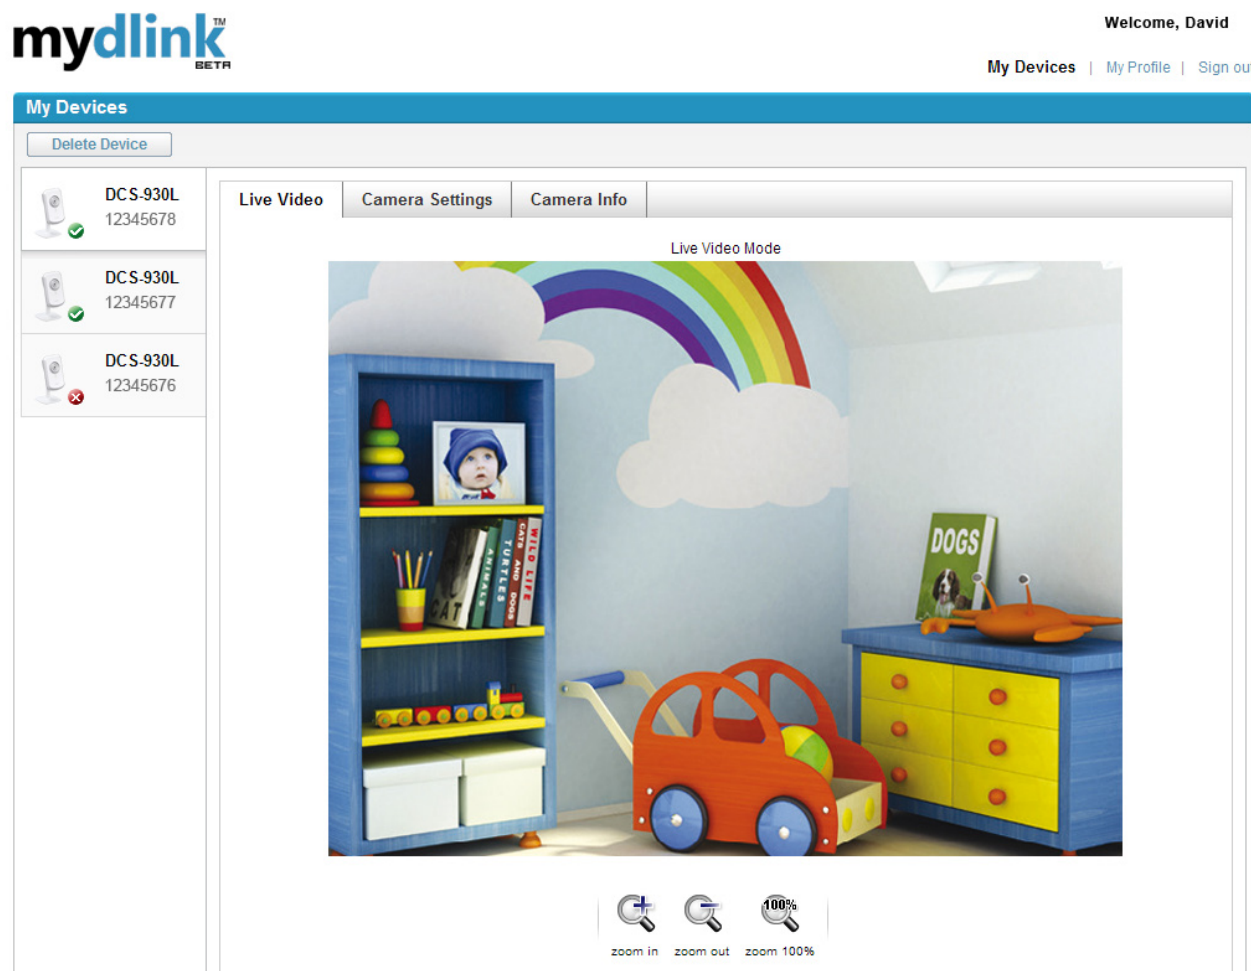 mydlink™
BETA
Welcome, David
My Devices | My Profile | Sign ou
My Devices
Delete Device
DCS-930L
12345678
DCS-930L
12345677
DCS-930L
12345676
Live Video
Camera Settings
Camera Info
Live Video Mode
CAT
ANIMALS
TURTLES
CATS AND DOGS
WILD LIFE
DOGS
100%
zoom in
zoom out
zoom 100%